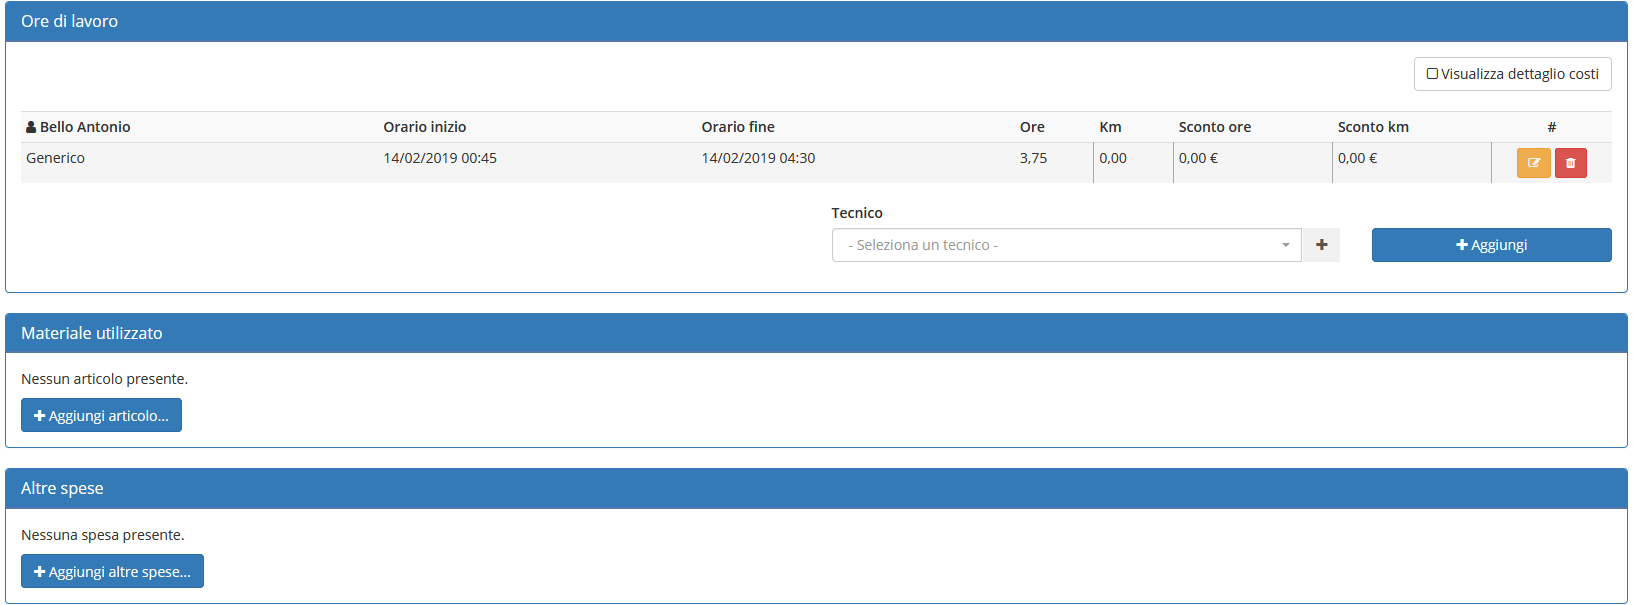 Ore di lavoro
Visualizza dettaglio costi
Bello Antonio Orario inizio Orario fine Ore Km Sconto ore Sconto km #
Generico 14/02/2019 00:45 14/02/2019 04:30 3,75 0,00 0,00 € 0,00 €
Tecnico
- Seleziona un tecnico - + + Aggiungi
Materiale utilizzato
Nessun articolo presente.
+ Aggiungi articolo...
Altre spese
Nessuna spesa presente.
+ Aggiungi altre spese...